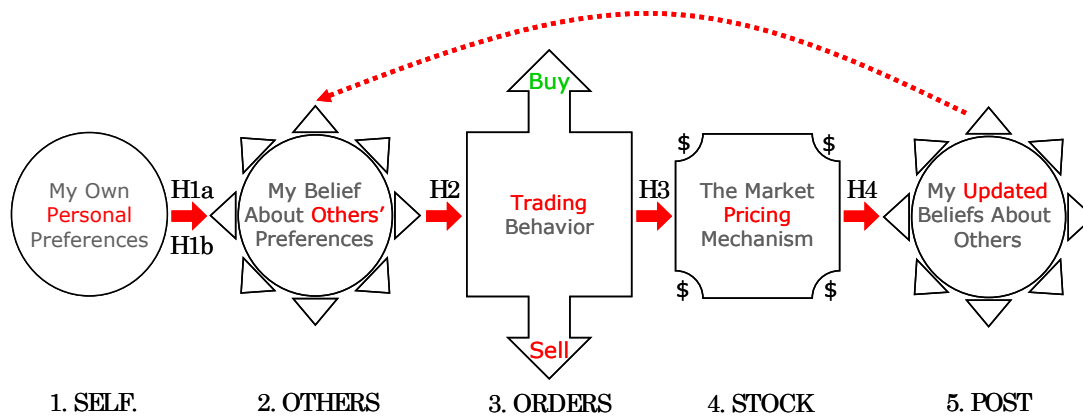 My Own
Personal
Preferences
H1a
H1b
My Belief
About Others'
Preferences
H2
Buy
Trading
Behavior
Sell
H3
$
$
The Market
Pricing
Mechanism
$
$
H4
My Updated
Beliefs About
Others
1. SELF.
2. OTHERS
3. ORDERS
4. STOCK
5. POST